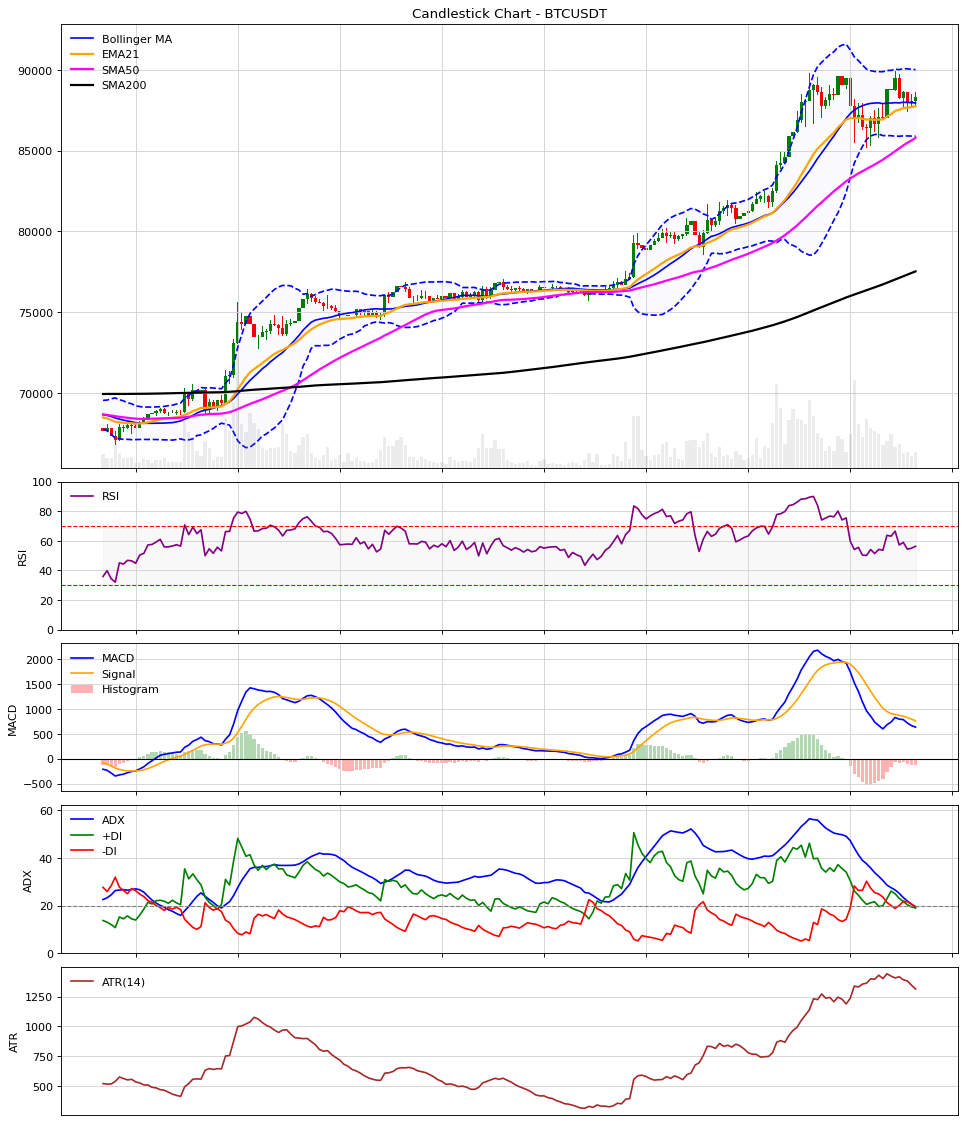 Candlestick Chart - BTCUSDT
Bollinger MA
EMA21
SMA50
SMA200
90000
85000
80000
75000
70000
RSI
100
80
60
40
20
0
RSI
MACD
Signal
Histogram
2000
1500
1000
500
0
−500
MACD
ADX
+DI
-DI
60
40
20
0
ADX
ATR(14)
1250
1000
750
500
ATR